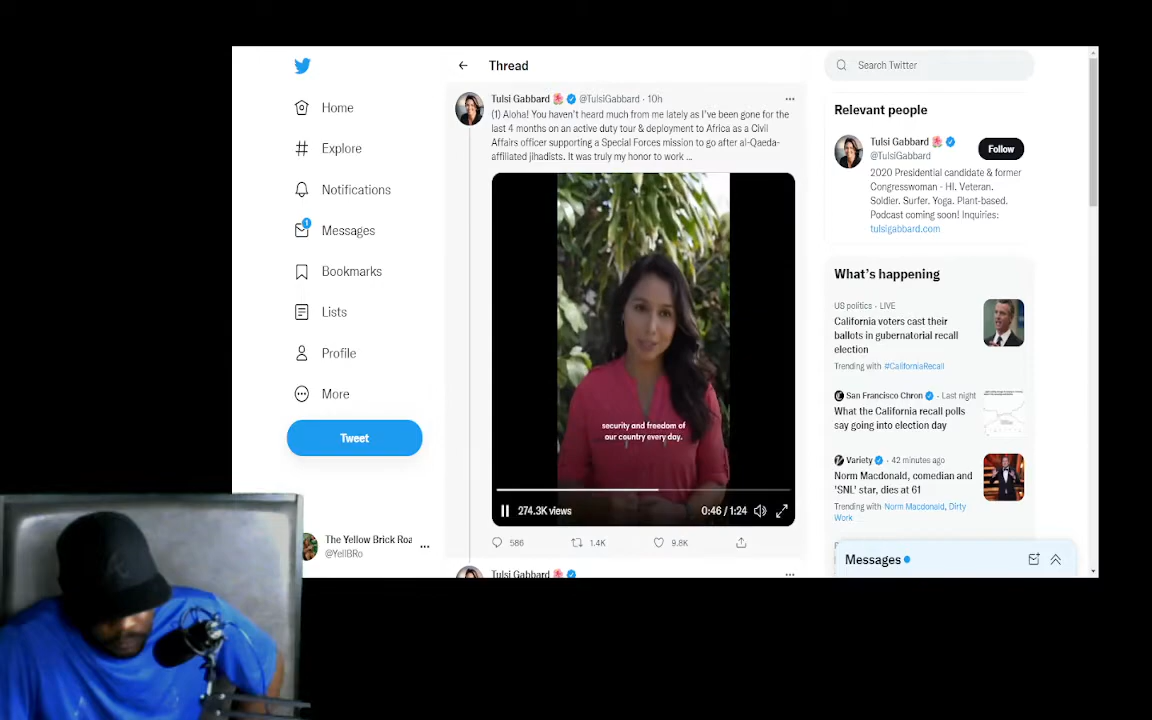 Thread
Search Twitter
Home
Explore
Notifications
1
Messages
Bookmarks
Lists
Profile
More
Tweet
The Yellow Brick Roa
@YellBRo
Tulsi Gabbard @TulsiGabbard · 10h
(1) Aloha! You haven't heard much from me lately as I've been gone for the
last 4 months on an active duty tour & deployment to Africa as a Civil
Affairs officer supporting a Special Forces mission to go after al-Qaeda-
affiliated jihadists. It was truly my honor to work ...
security and freedom of
our country every day.
274.3K views
0:46 / 1:24
586
1.4K
9.8K
Tulsi Gabbard
Relevant people
Tulsi Gabbard
@TulsiGabbard
Follow
2020 Presidential candidate & former
Congresswoman - HI. Veteran.
Soldier. Surfer. Yoga. Plant-based.
Podcast coming soon! Inquiries:
tulsigabbard.com
What's happening
US politics · LIVE
California voters cast their
ballots in gubernatorial recall
election
Trending with #CaliforniaRecall
San Francisco Chron · Last night
What the California recall polls
say going into election day
Variety · 42 minutes ago
Norm Macdonald, comedian and
'SNL' star, dies at 61
Trending with Norm Macdonald, Dirty
Work
Messages